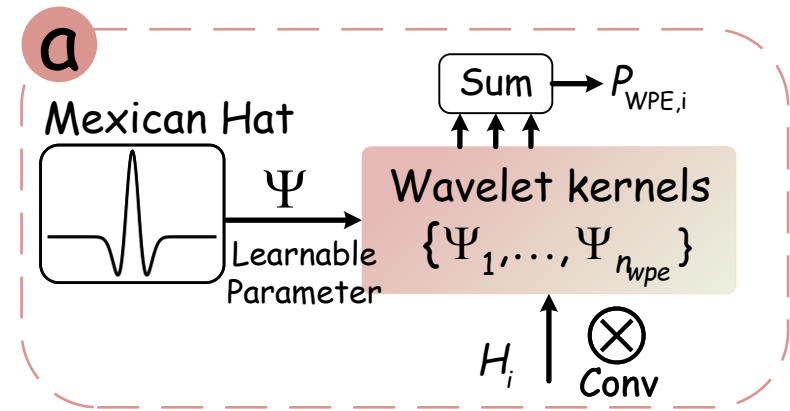 a
Sum
P_WPE,i
Mexican Hat
Ψ
Learnable
Parameter
Wavelet kernels
{Ψ_1,...,Ψ_n_wpe}
H_i
Conv